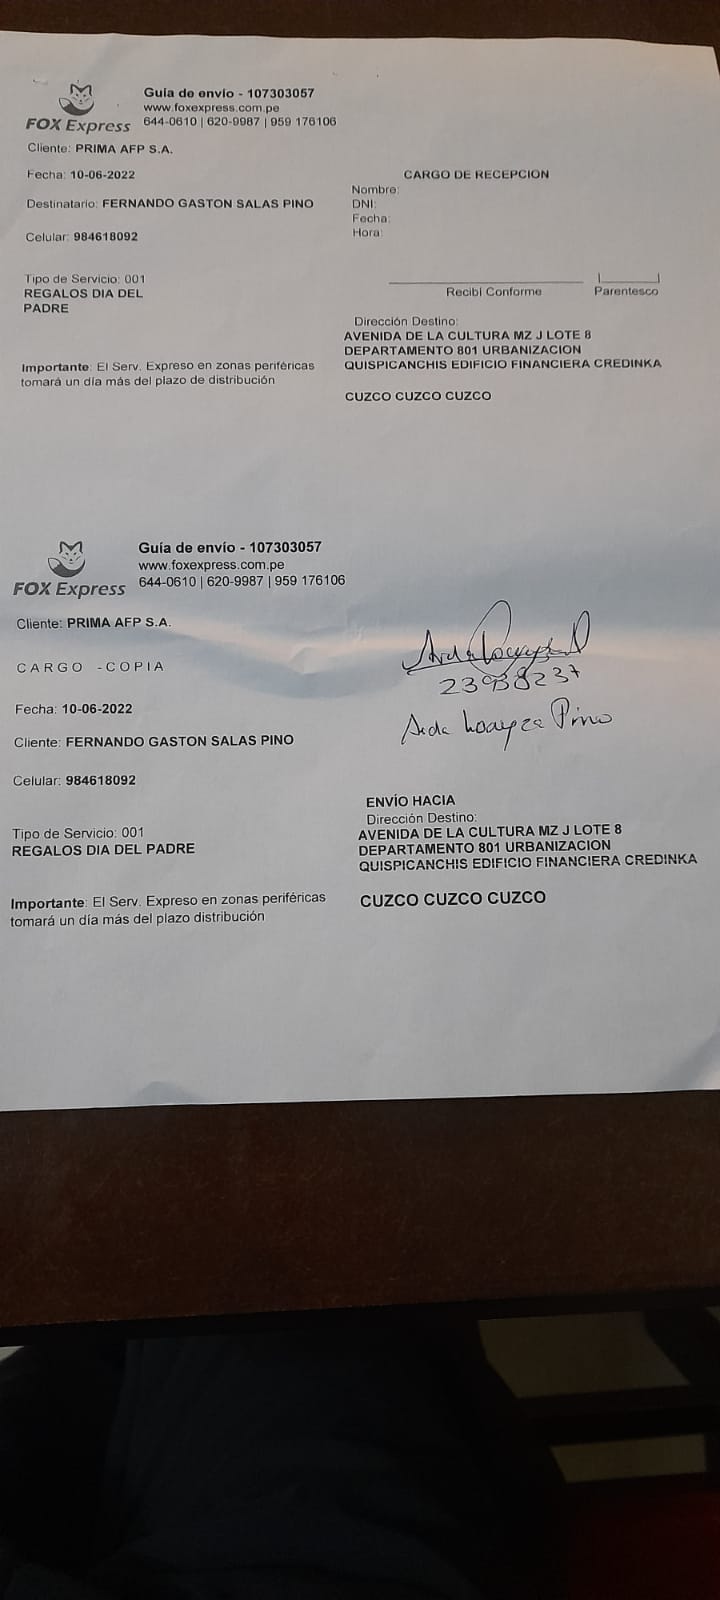 FOX Express
Guía de envío - 107303057
www.foxexpress.com.pe
644-0610 | 620-9987 | 959 176106
Cliente: PRIMA AFP S.A.
Fecha: 10-06-2022
Destinatario: FERNANDO GASTON SALAS PINO
Celular: 984618092
Tipo de Servicio: 001
REGALOS DIA DEL
PADRE
Importante: El Serv. Expreso en zonas periféricas
tomará un día más del plazo de distribución
CARGO DE RECEPCION
Nombre:
DNI:
Fecha:
Hora:
Recibí Conforme
Parentesco
Dirección Destino:
AVENIDA DE LA CULTURA MZ J LOTE 8
DEPARTAMENTO 801 URBANIZACION
QUISPICANCHIS EDIFICIO FINANCIERA CREDINKA
CUZCO CUZCO CUZCO
FOX Express
Guía de envío - 107303057
www.foxexpress.com.pe
644-0610 | 620-9987 | 959 176106
Cliente: PRIMA AFP S.A.
CARGO -COPIA
Fecha: 10-06-2022
Cliente: FERNANDO GASTON SALAS PINO
Celular: 984618092
Tipo de Servicio: 001
REGALOS DIA DEL PADRE
Importante: El Serv. Expreso en zonas periféricas
tomará un día más del plazo distribución
23938237
Aida Loayza Pino
ENVÍO HACIA
Dirección Destino:
AVENIDA DE LA CULTURA MZ J LOTE 8
DEPARTAMENTO 801 URBANIZACION
QUISPICANCHIS EDIFICIO FINANCIERA CREDINKA
CUZCO CUZCO CUZCO